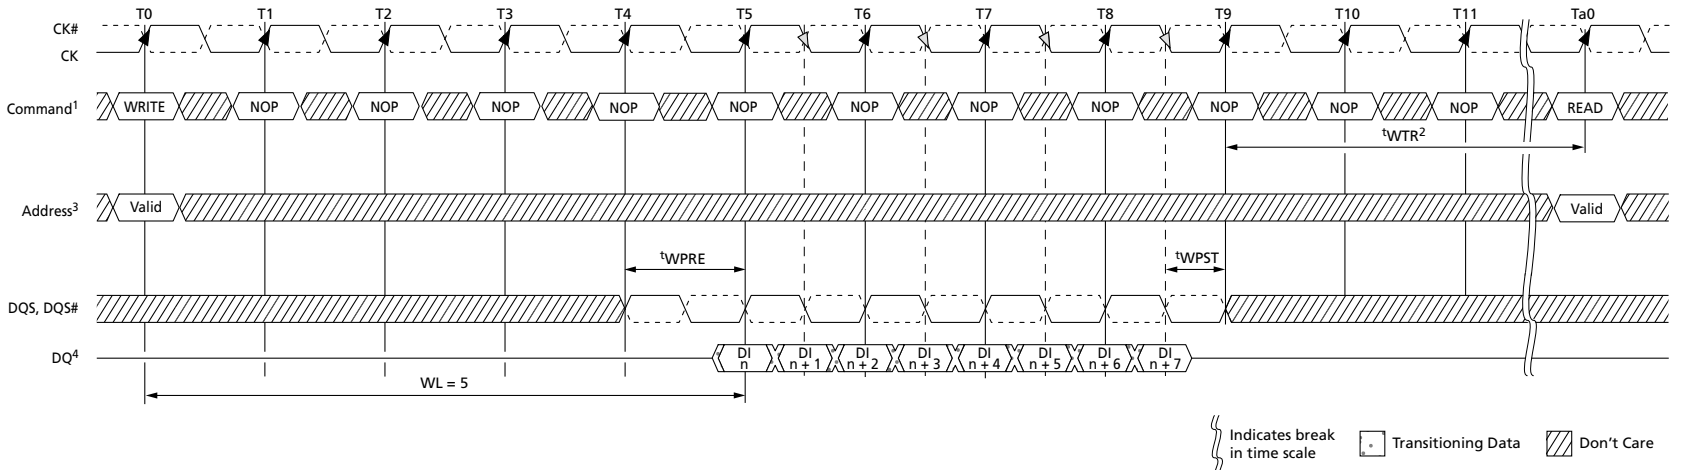 T0 T1 T2 T3 T4 T5 T6 T7 T8 T9 T10 T11 Ta0
CK#
CK
Command1 WRITE NOP NOP NOP NOP NOP NOP NOP NOP NOP NOP NOP READ
tWTR2
Address3 Valid Valid
tWPRE tWPST
DQS, DQS#
DQ4 DI n DI n + 1 DI n + 2 DI n + 3 DI n + 4 DI n + 5 DI n + 6 DI n + 7
WL = 5
Indicates break
in time scale
Transitioning Data
Don't Care